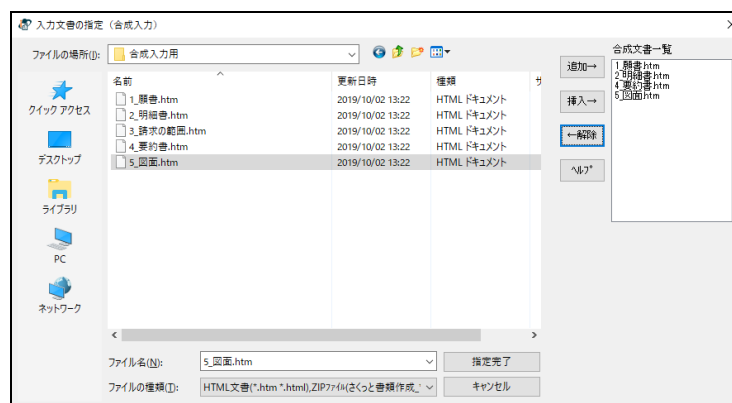 入力文書の指定（合成入力）
ファイルの場所(I): 合成入力用
名前 更新日時 種類 サ
1_願書.htm 2019/10/02 13:22 HTML ドキュメント
2_明細書.htm 2019/10/02 13:22 HTML ドキュメント
3_請求の範囲.htm 2019/10/02 13:22 HTML ドキュメント
4_要約書.htm 2019/10/02 13:22 HTML ドキュメント
5_図面.htm 2019/10/02 13:22 HTML ドキュメント
クイック アクセス
デスクトップ
ライブラリ
PC
ネットワーク
ファイル名(N): 5_図面.htm 指定完了
ファイルの種類(T): HTML文書(*.htm *.html),ZIPファイル(さくっと書類作成_ キャンセル
追加→
挿入→
←解除
ヘルプ
合成文書一覧
1_願書.htm
2_明細書.htm
4_要約書.htm
5_図面.htm